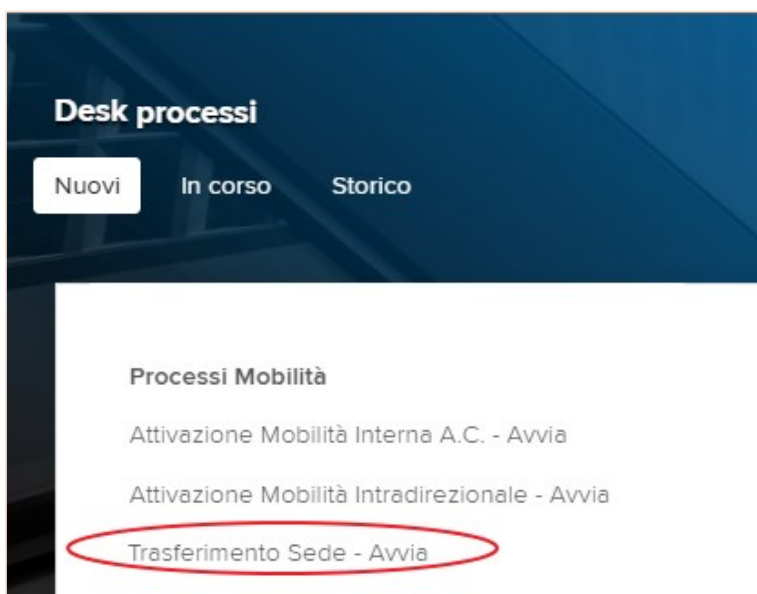 Desk processi
Nuovi In corso Storico
Processi Mobilità
Attivazione Mobilità Interna A.C. - Avvia
Attivazione Mobilità Intradirezionale - Avvia
Trasferimento Sede - Avvia